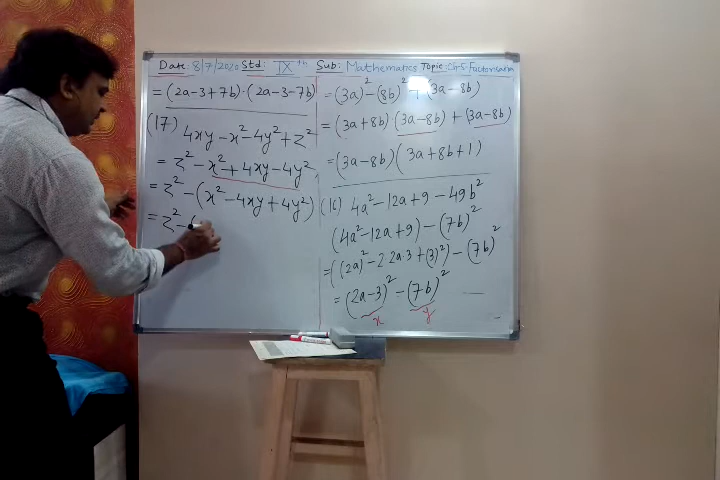 Date: 8/7/2020 Std: IXth Sub: Mathematics Topic: Ch-5 Factorisation
= (2a-3+7b)·(2a-3-7b)
(17) 4xy-x²-4y²+z²
= z²-x²+4xy-4y²
= z²-(x²-4xy+4y²)
= z²-(
= (3a)²-(8b)²+(3a-8b)
= (3a+8b)·(3a-8b)+(3a-8b)
= (3a-8b)(3a+8b+1)
(16) 4a²-12a+9-49b²
(4a²-12a+9)-(7b)²
= ((2a)²-2·2a·3+(3)²)-(7b)²
= (2a-3)²-(7b)²
x y